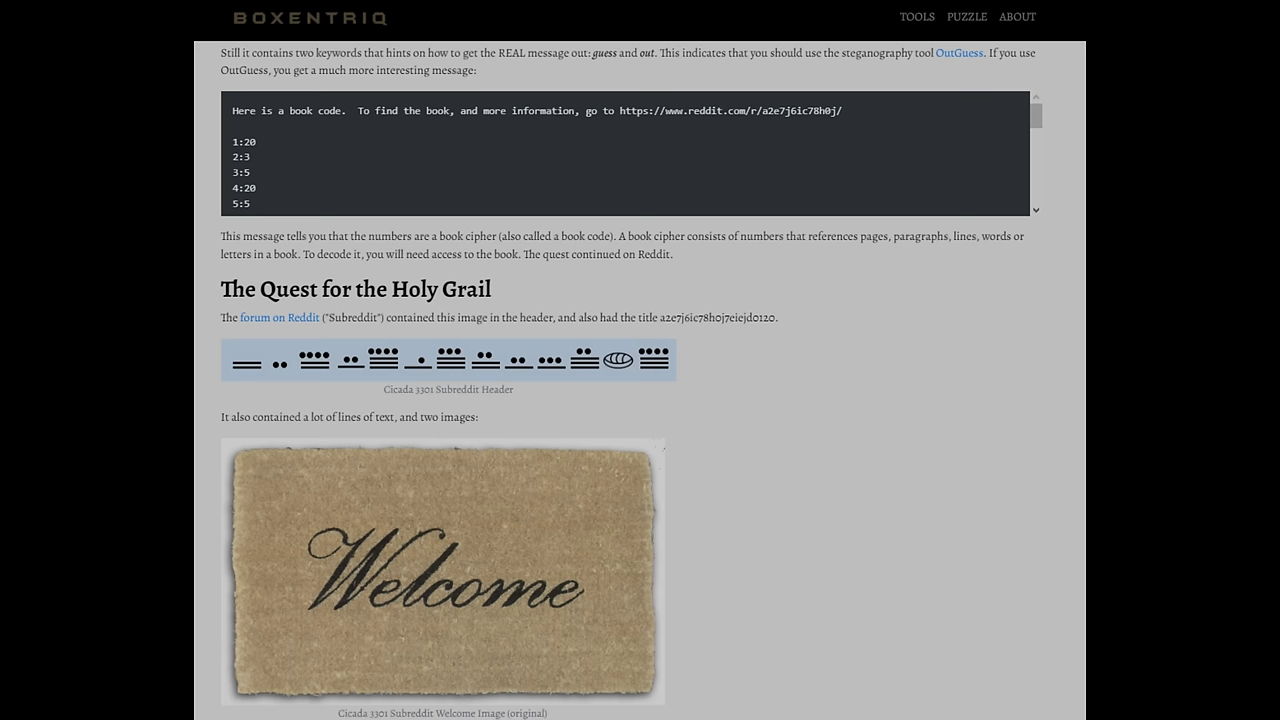 BOXENTRIQ
TOOLS PUZZLE ABOUT
Still it contains two keywords that hints on how to get the REAL message out: guess and out. This indicates that you should use the steganography tool OutGuess. If you use
OutGuess, you get a much more interesting message:
Here is a book code.  To find the book, and more information, go to https://www.reddit.com/r/a2e7j6ic78h0j/
1:20
2:3
3:5
4:20
5:5
This message tells you that the numbers are a book cipher (also called a book code). A book cipher consists of numbers that references pages, paragraphs, lines, words or
letters in a book. To decode it, you will need access to the book. The quest continued on Reddit.
The Quest for the Holy Grail
The forum on Reddit ("Subreddit") contained this image in the header, and also had the title a2e7j6ic78h0j7eiejd0120.
Cicada 3301 Subreddit Header
It also contained a lot of lines of text, and two images:
Welcome
Cicada 3301 Subreddit Welcome Image (original)